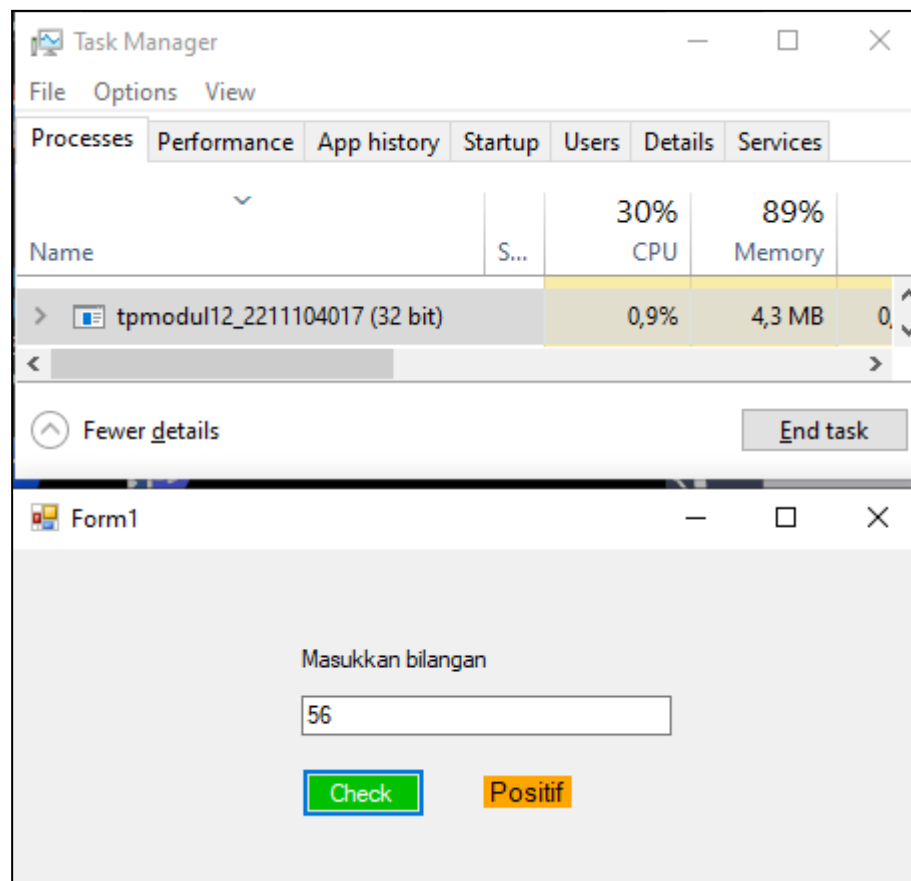 Task Manager
File Options View
Processes Performance App history Startup Users Details Services
30% 89%
Name S... CPU Memory
tpmodul12_2211104017 (32 bit) 0,9% 4,3 MB 0,
Fewer details End task
Form1
Masukkan bilangan
56
Check Positif